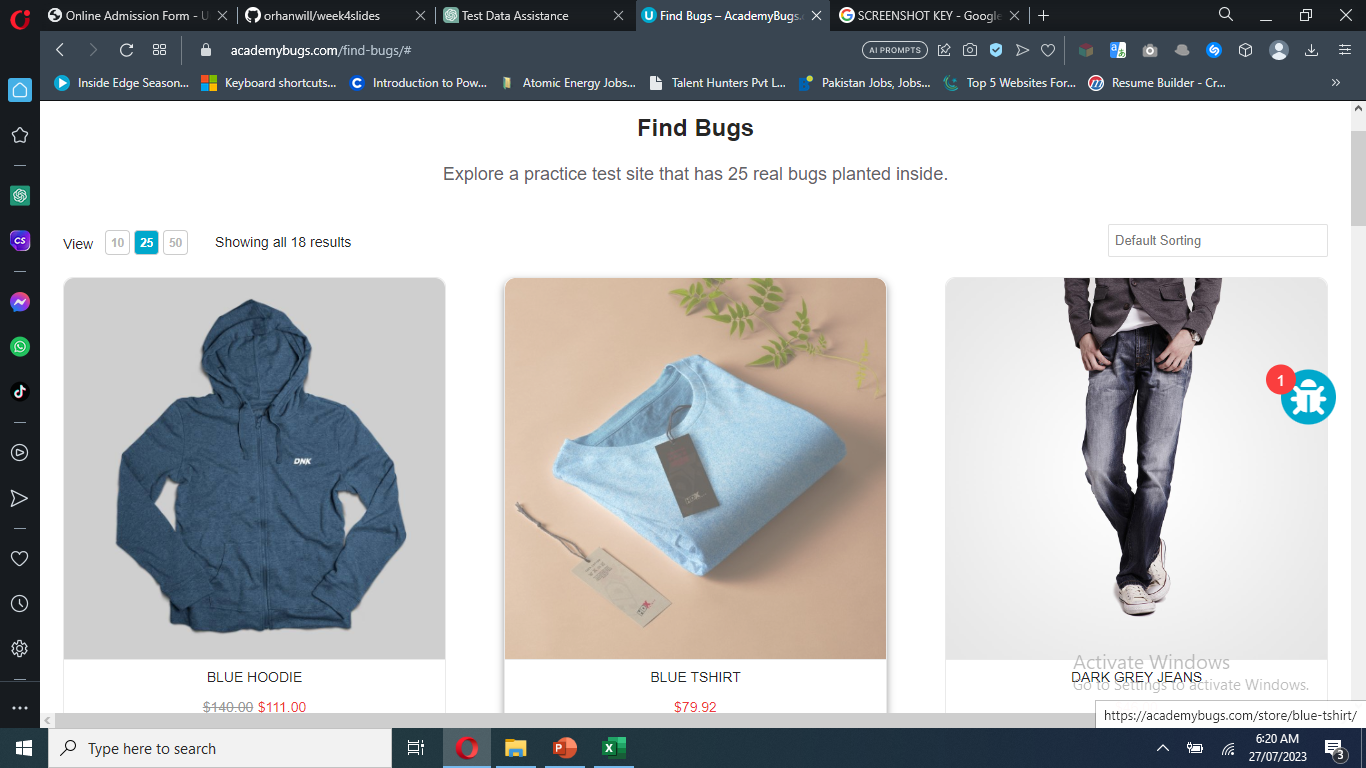 Online Admission Form - U
orhanwill/week4slides
Test Data Assistance
Find Bugs – AcademyBugs.
SCREENSHOT KEY - Google
academybugs.com/find-bugs/#
AI PROMPTS
Inside Edge Season...
Keyboard shortcuts...
Introduction to Pow...
Atomic Energy Jobs...
Talent Hunters Pvt L...
Pakistan Jobs, Jobs...
Top 5 Websites For...
Resume Builder - Cr...
Find Bugs
Explore a practice test site that has 25 real bugs planted inside.
View 10 25 50 Showing all 18 results
Default Sorting
CS
DNK
1
BLUE HOODIE
$140.00 $111.00
BLUE TSHIRT
$79.92
DARK GREY JEANS
Activate Windows
Go to Settings to activate Windows.
https://academybugs.com/store/blue-tshirt/
Type here to search
6:20 AM
27/07/2023
3